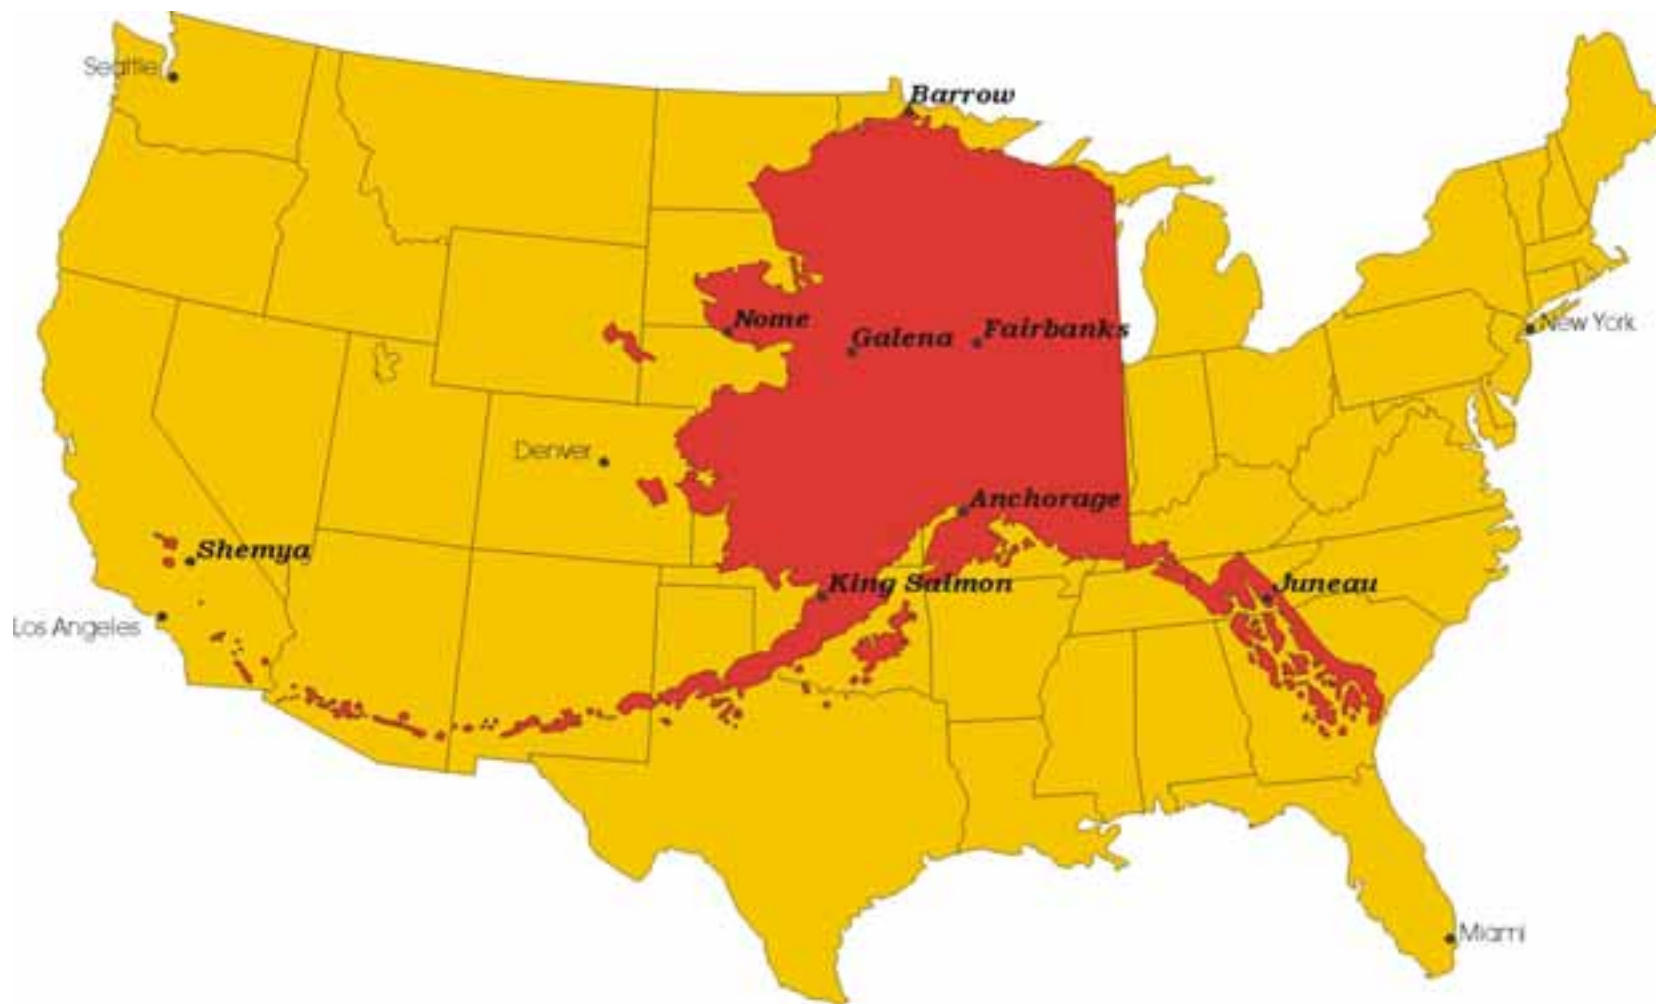 Seattle
Barrow
Nome
Galena
Fairbanks
New York
Denver
Anchorage
Shemya
King Salmon
Juneau
Los Angeles
Miami